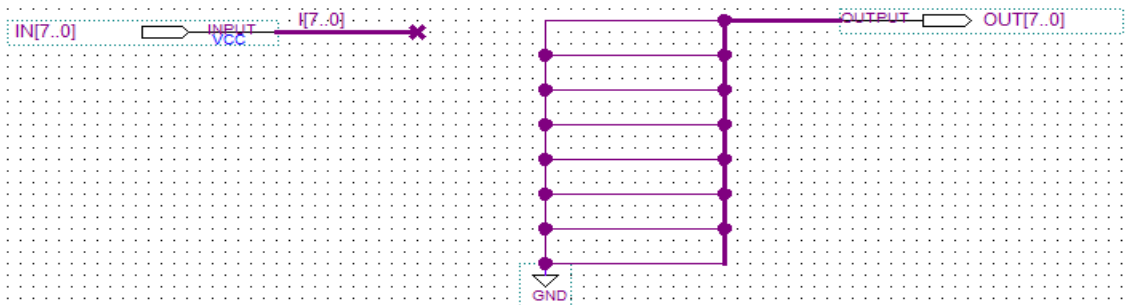 IN[7..0]
INPUT
VCC
I[7..0]
OUTPUT
OUT[7..0]
GND